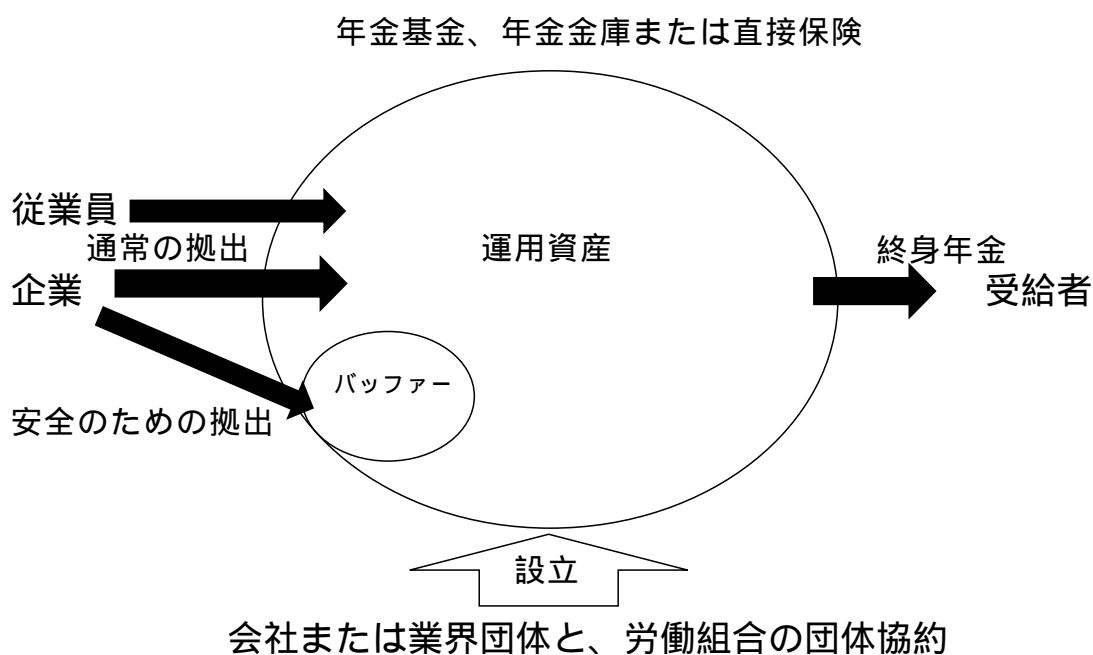 年金基金、年金金庫または直接保険
従業員
通常の拠出
運用資産
終身年金
企業
受給者
バッファー
安全のための拠出
設立
会社または業界団体と、労働組合の団体協約